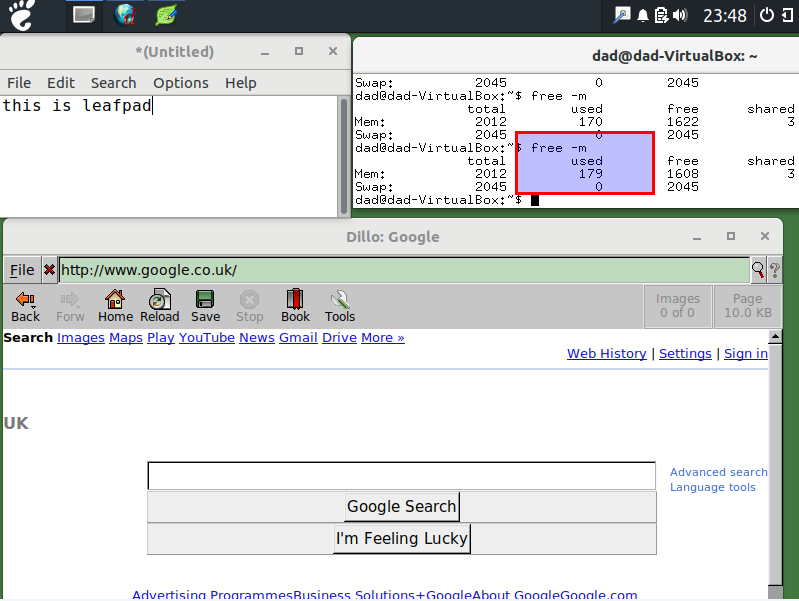 23:48
*(Untitled)
File Edit Search Options Help
this is leafpad
dad@dad-VirtualBox: ~
Swap: 2045 0 2045
dad@dad-VirtualBox:~$ free -m
total used free shared
Mem: 2012 170 1622 3
Swap: 2045 0 2045
dad@dad-VirtualBox:~$ free -m
total used free shared
Mem: 2012 179 1608 3
Swap: 2045 0 2045
dad@dad-VirtualBox:~$
Dillo: Google
File http://www.google.co.uk/ ?
Back Forw Home Reload Save Stop Book Tools
Images
0 of 0
Page
10.0 KB
Search Images Maps Play YouTube News Gmail Drive More »
Web History | Settings | Sign in
UK
Advanced search
Language tools
Google Search
I'm Feeling Lucky
Advertising ProgrammesBusiness Solutions+GoogleAbout GoogleGoogle.com